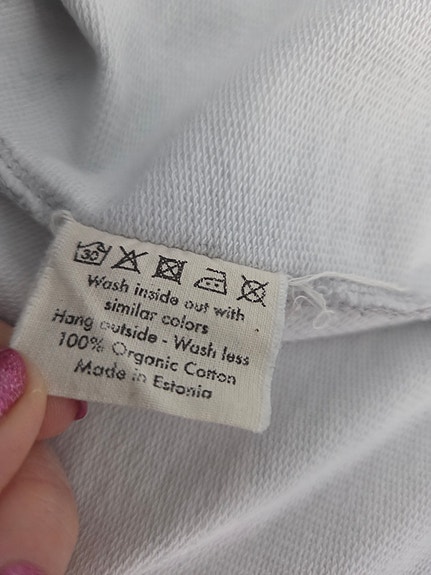 30
Wash inside out with
similar colors
Hang outside - Wash less
100% Organic Cotton
Made in Estonia